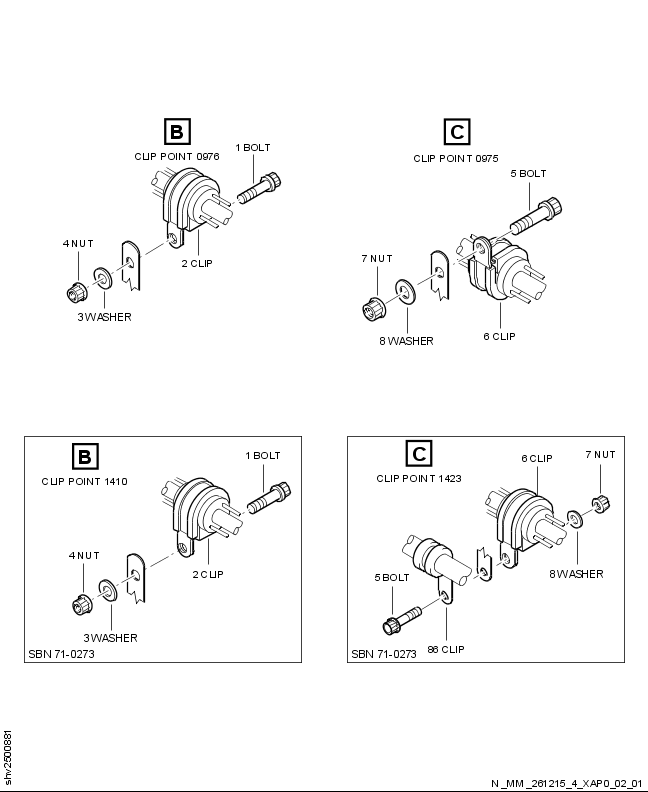 B
CLIP POINT 0976
1 BOLT
4 NUT
2 CLIP
3 WASHER
C
CLIP POINT 0975
5 BOLT
7 NUT
8 WASHER
6 CLIP
B
CLIP POINT 1410
1 BOLT
4 NUT
2 CLIP
3 WASHER
SBN 71-0273
C
CLIP POINT 1423
6 CLIP
7 NUT
5 BOLT
8 WASHER
86 CLIP
SBN 71-0273
shv2500881
N_MM_261215_4_XAP0_02_01